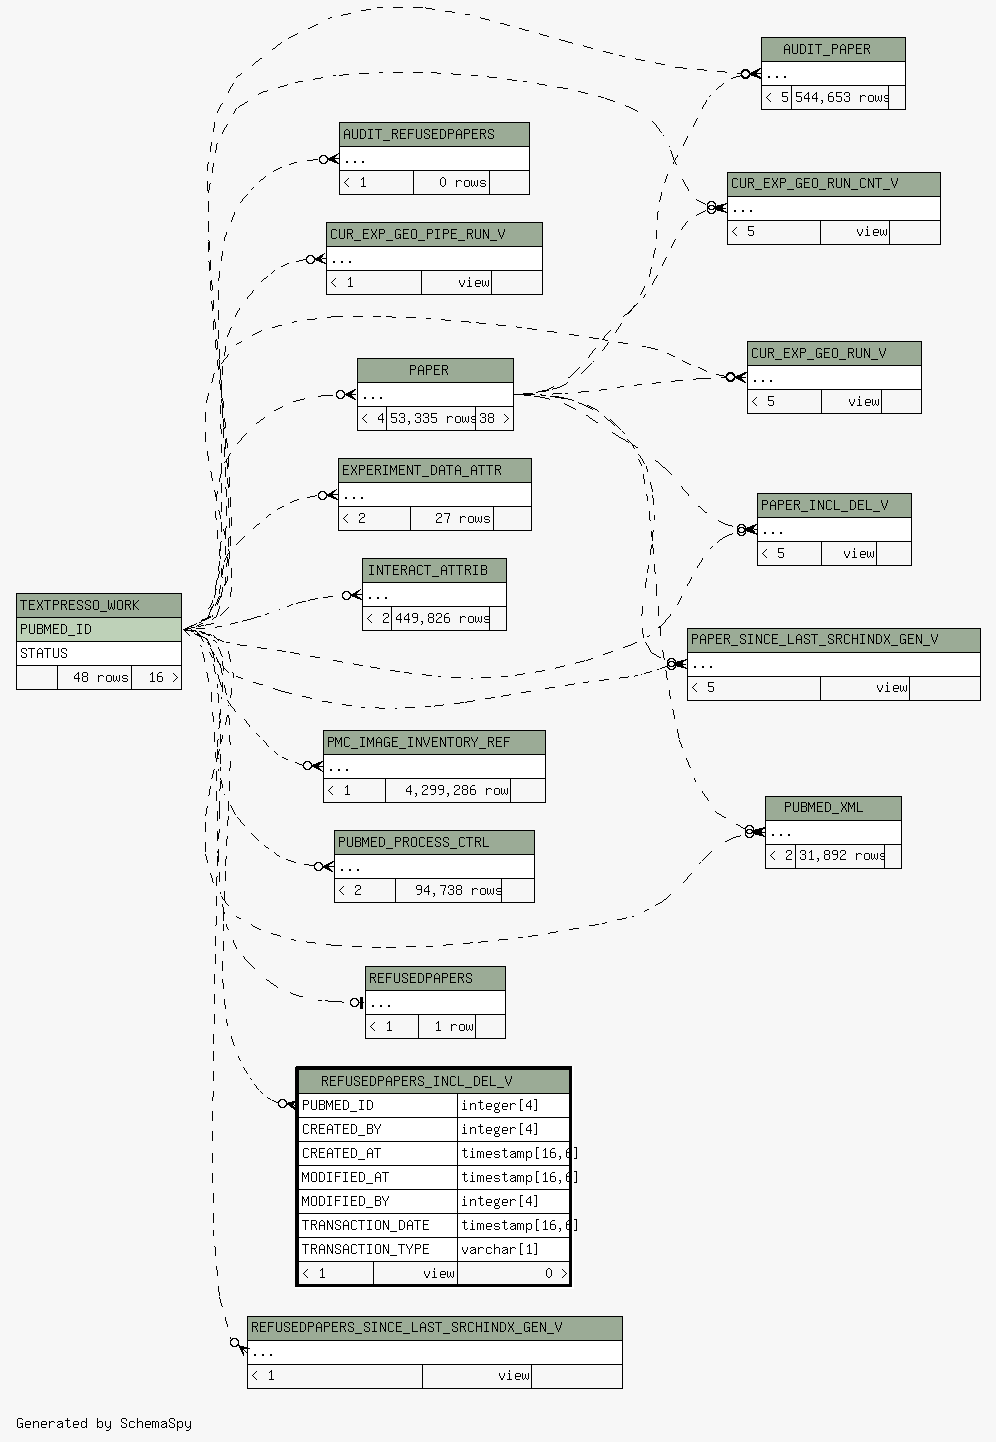 AUDIT_PAPER
...
< 5 544,653 rows
AUDIT_REFUSEDPAPERS
...
< 1 0 rows
CUR_EXP_GEO_RUN_CNT_V
...
< 5 view
CUR_EXP_GEO_PIPE_RUN_V
...
< 1 view
CUR_EXP_GEO_RUN_V
...
< 5 view
PAPER
...
< 4 53,335 rows 38 >
EXPERIMENT_DATA_ATTR
...
< 2 27 rows
PAPER_INCL_DEL_V
...
< 5 view
INTERACT_ATTRIB
...
< 2 449,826 rows
TEXTPRESSO_WORK
PUBMED_ID
STATUS
48 rows 16 >
PAPER_SINCE_LAST_SRCHINDX_GEN_V
...
< 5 view
PMC_IMAGE_INVENTORY_REF
...
< 1 4,299,286 row
PUBMED_XML
...
< 2 31,892 rows
PUBMED_PROCESS_CTRL
...
< 2 94,738 rows
REFUSEDPAPERS
...
< 1 1 row
REFUSEDPAPERS_INCL_DEL_V
PUBMED_ID integer[4]
CREATED_BY integer[4]
CREATED_AT timestamp[16,6]
MODIFIED_AT timestamp[16,6]
MODIFIED_BY integer[4]
TRANSACTION_DATE timestamp[16,6]
TRANSACTION_TYPE varchar[1]
< 1 view 0 >
REFUSEDPAPERS_SINCE_LAST_SRCHINDX_GEN_V
...
< 1 view
Generated by SchemaSpy